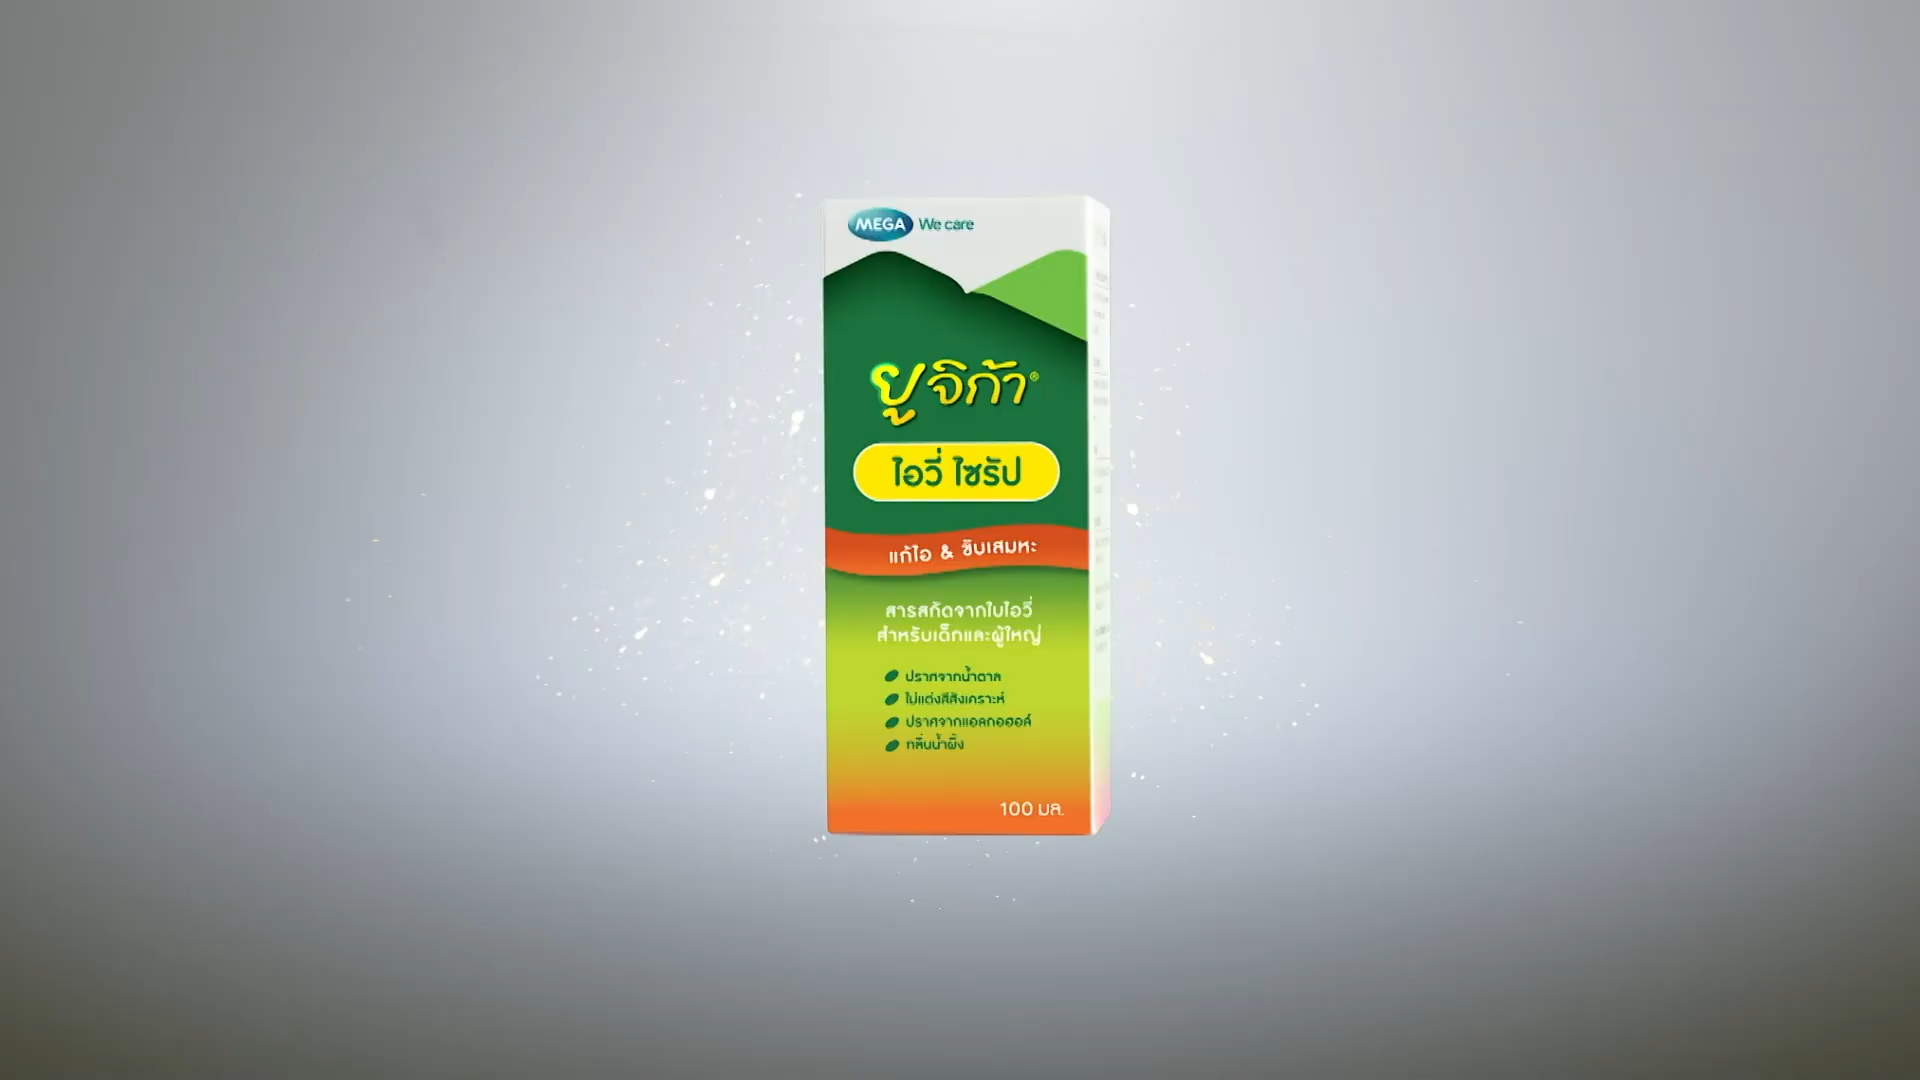 MEGA We care
ยูจิก้า®
ไอวี่ ไซรัป
แก้ไอ & ขับเสมหะ
สารสกัดจากใบไอวี่
สำหรับเด็กและผู้ใหญ่
ปราศจากน้ำตาล
ไม่แต่งสีสังเคราะห์
ปราศจากแอลกอฮอล์
กลิ่นน้ำผึ้ง
100 มล.